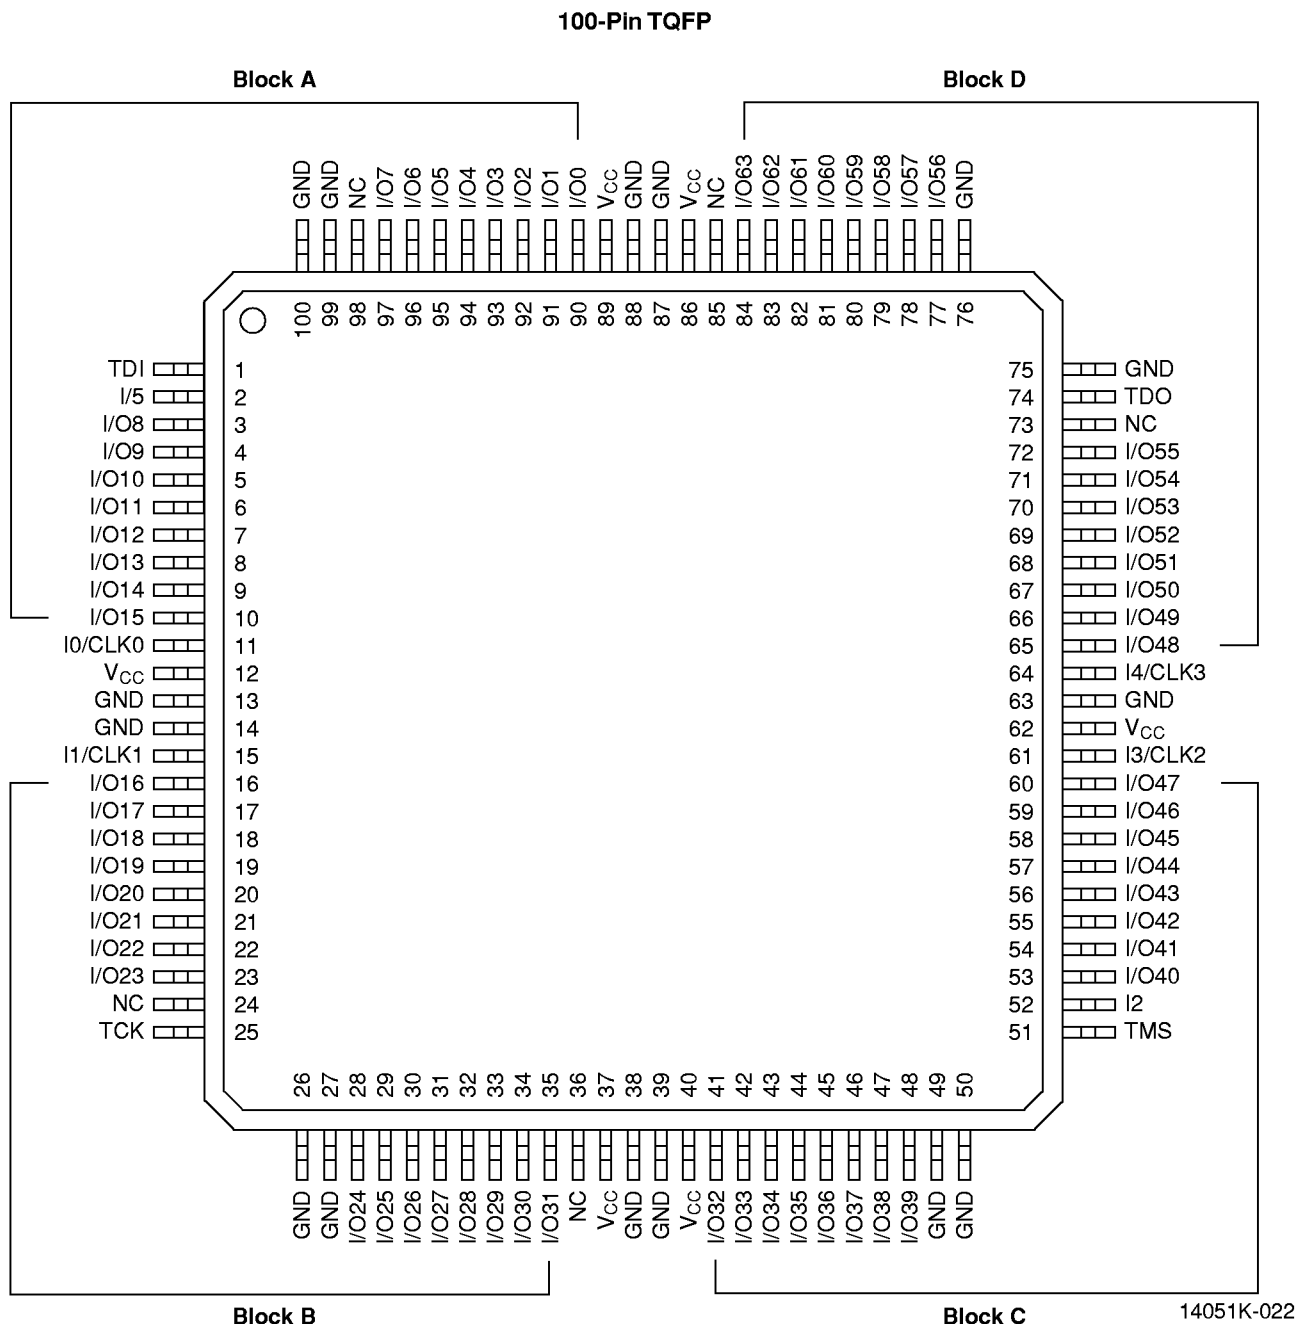 100-Pin TQFP
Block A
Block D
GND
GND
NC
I/O7
I/O6
I/O5
I/O4
I/O3
I/O2
I/O1
I/O0
VCC
GND
GND
VCC
NC
I/O63
I/O62
I/O61
I/O60
I/O59
I/O58
I/O57
I/O56
GND
100
99
98
97
96
95
94
93
92
91
90
89
88
87
86
85
84
83
82
81
80
79
78
77
76
TDI 1
I/5 2
I/O8 3
I/O9 4
I/O10 5
I/O11 6
I/O12 7
I/O13 8
I/O14 9
I/O15 10
I0/CLK0 11
VCC 12
GND 13
GND 14
I1/CLK1 15
I/O16 16
I/O17 17
I/O18 18
I/O19 19
I/O20 20
I/O21 21
I/O22 22
I/O23 23
NC 24
TCK 25
75 GND
74 TDO
73 NC
72 I/O55
71 I/O54
70 I/O53
69 I/O52
68 I/O51
67 I/O50
66 I/O49
65 I/O48
64 I4/CLK3
63 GND
62 VCC
61 I3/CLK2
60 I/O47
59 I/O46
58 I/O45
57 I/O44
56 I/O43
55 I/O42
54 I/O41
53 I/O40
52 I2
51 TMS
26
27
28
29
30
31
32
33
34
35
36
37
38
39
40
41
42
43
44
45
46
47
48
49
50
GND
GND
I/O24
I/O25
I/O26
I/O27
I/O28
I/O29
I/O30
I/O31
NC
VCC
GND
GND
VCC
I/O32
I/O33
I/O34
I/O35
I/O36
I/O37
I/O38
I/O39
GND
GND
Block B
Block C
14051K-022